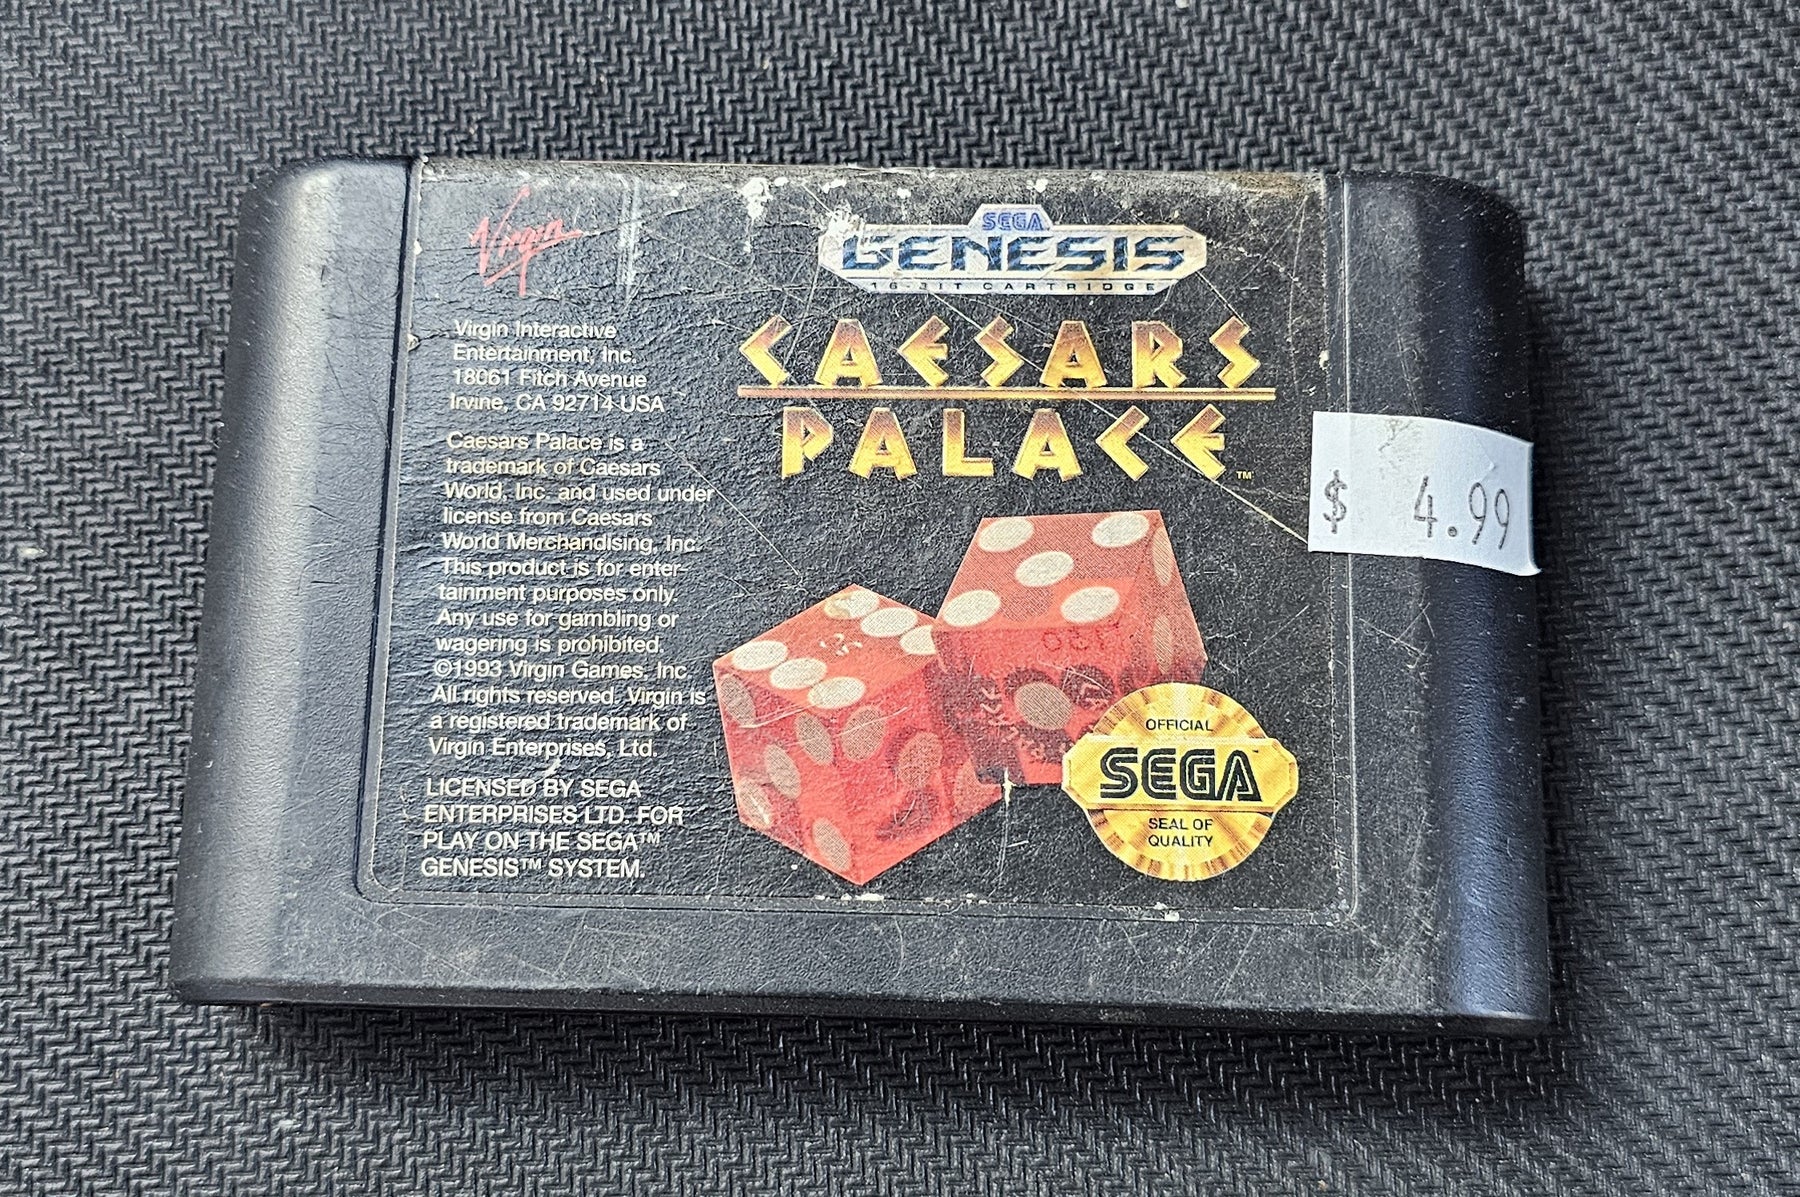 Virgin
Virgin Interactive
Entertainment, Inc.
18061 Fitch Avenue
Irvine, CA 92714 USA
Caesars Palace is a
trademark of Caesars
World, Inc. and used under
license from Caesars
World Merchandising, Inc.
This product is for enter-
tainment purposes only.
Any use for gambling or
wagering is prohibited.
©1993 Virgin Games, Inc.
All rights reserved. Virgin is
a registered trademark of
Virgin Enterprises, Ltd.
LICENSED BY SEGA
ENTERPRISES LTD. FOR
PLAY ON THE SEGA™
GENESIS™ SYSTEM.
SEGA
GENESIS
16-BIT CARTRIDGE
CAESARS
PALACE™
$ 4.99
OFFICIAL
SEGA™
SEAL OF
QUALITY